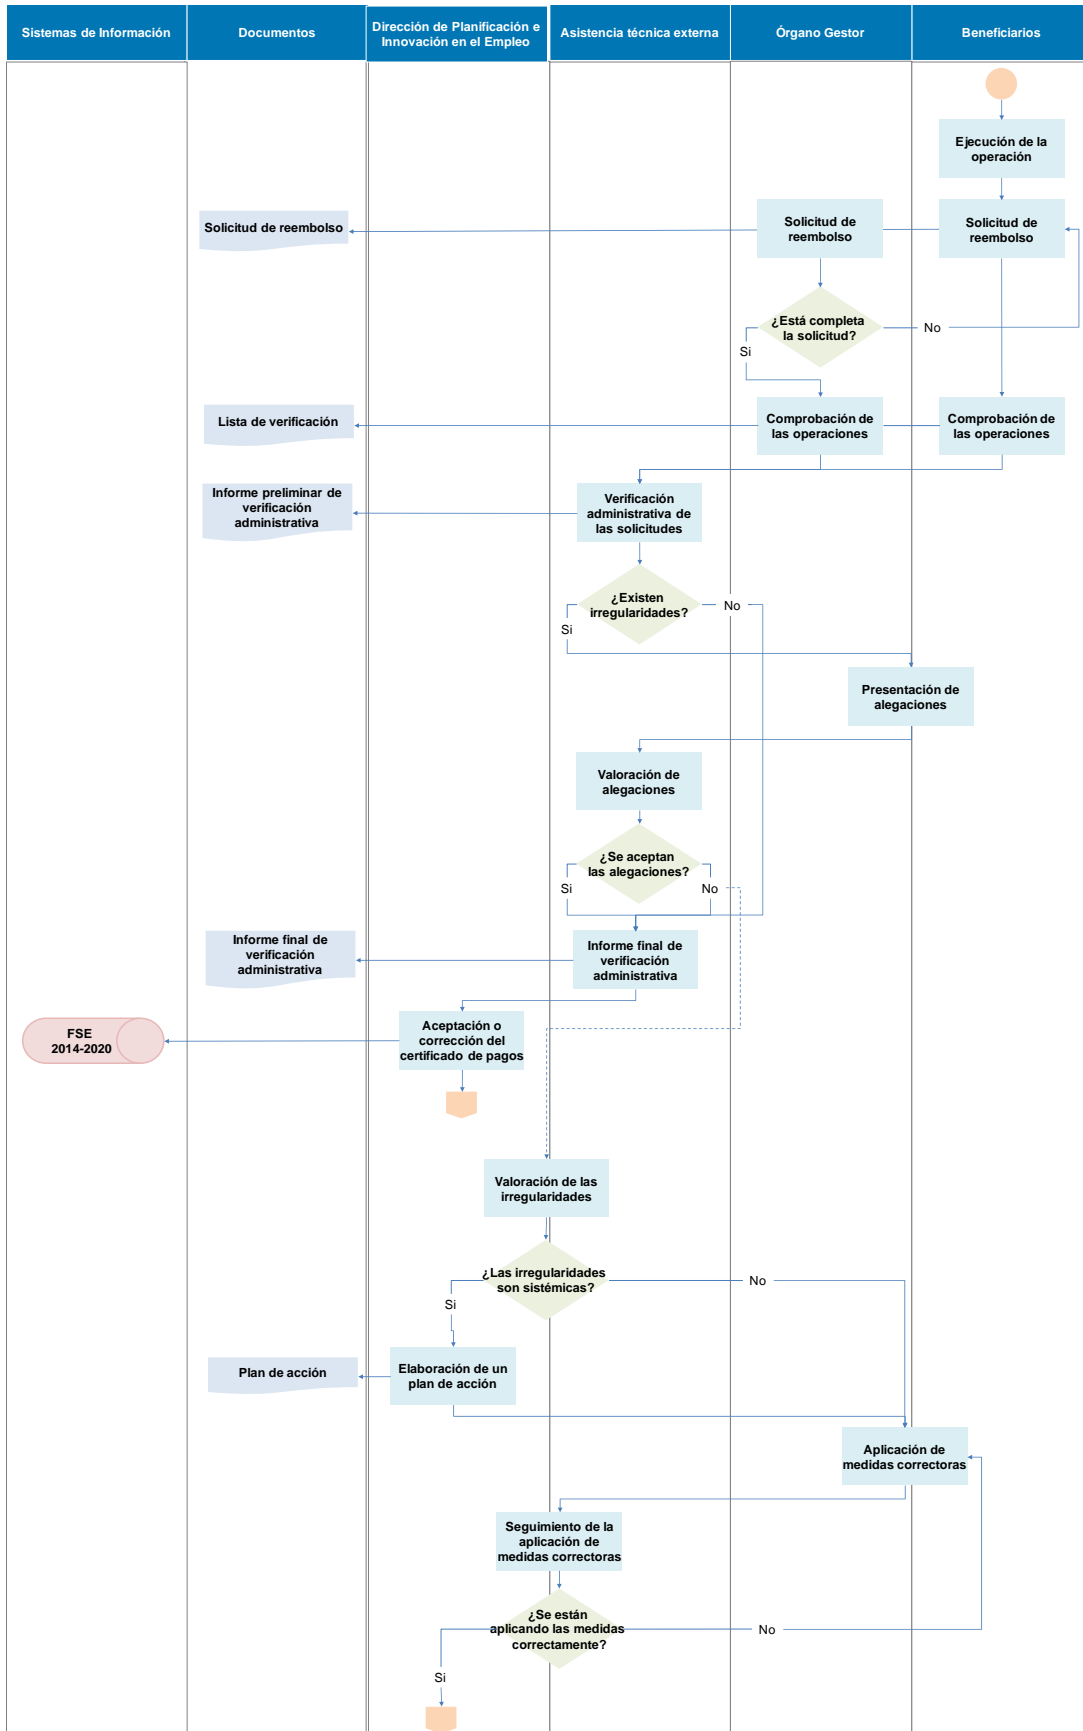 Sistemas de Información
Documentos
Dirección de Planificación e
Innovación en el Empleo
Asistencia técnica externa
Órgano Gestor
Beneficiarios
Ejecución de la
operación
Solicitud de reembolso
Solicitud de
reembolso
Solicitud de
reembolso
¿Está completa
la solicitud?
No
Si
Lista de verificación
Comprobación de
las operaciones
Comprobación de
las operaciones
Informe preliminar de
verificación
administrativa
Verificación
administrativa de
las solicitudes
¿Existen
irregularidades?
No
Si
Presentación de
alegaciones
Valoración de
alegaciones
¿Se aceptan
las alegaciones?
Si
No
Informe final de
verificación
administrativa
Informe final de
verificación
administrativa
FSE
2014-2020
Aceptación o
corrección del
certificado de pagos
Valoración de las
irregularidades
¿Las irregularidades
son sistémicas?
No
Si
Plan de acción
Elaboración de un
plan de acción
Aplicación de
medidas correctoras
Seguimiento de la
aplicación de
medidas correctoras
¿Se están
aplicando las medidas
correctamente?
No
Si